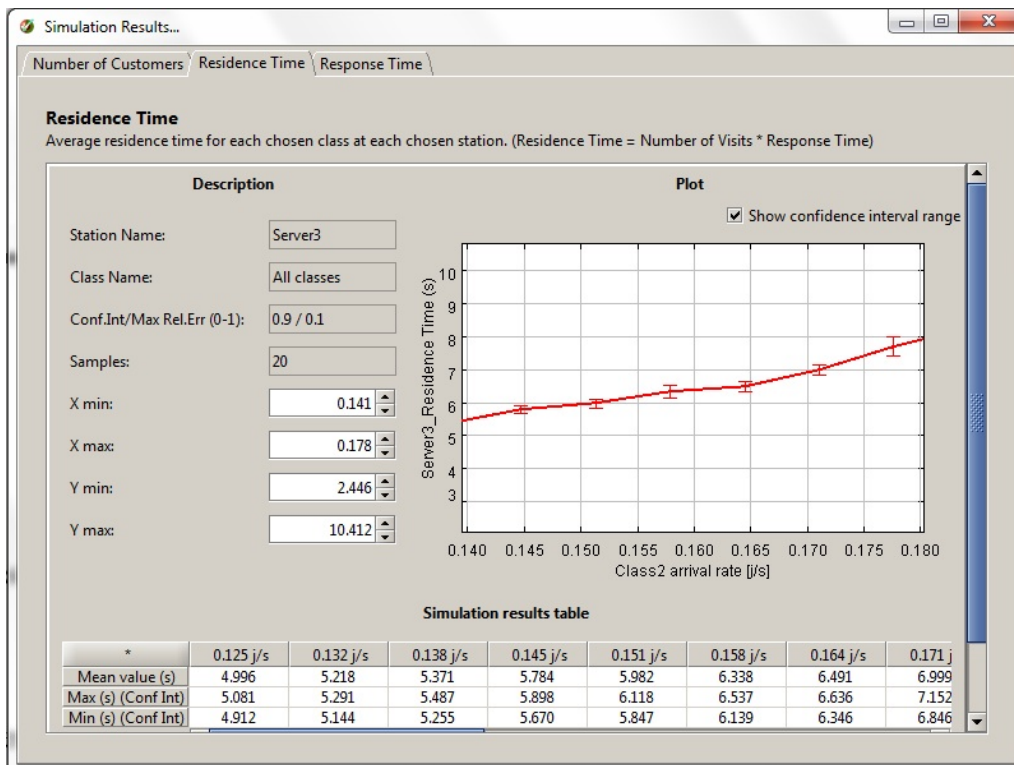 Simulation Results...
Number of Customers Residence Time Response Time
Residence Time
Average residence time for each chosen class at each chosen station. (Residence Time = Number of Visits * Response Time)
Description
Plot
Show confidence interval range
Station Name: Server3
Class Name: All classes
Conf.Int/Max Rel.Err (0-1): 0.9 / 0.1
Samples: 20
X min: 0.141
X max: 0.178
Y min: 2.446
Y max: 10.412
Server3_Residence Time (s)
10
9
8
7
6
5
4
3
0.140 0.145 0.150 0.155 0.160 0.165 0.170 0.175 0.180
Class2 arrival rate [j/s]
Simulation results table
* 0.125 j/s 0.132 j/s 0.138 j/s 0.145 j/s 0.151 j/s 0.158 j/s 0.164 j/s 0.171 j
Mean value (s) 4.996 5.218 5.371 5.784 5.982 6.338 6.491 6.999
Max (s) (Conf Int) 5.081 5.291 5.487 5.898 6.118 6.537 6.636 7.152
Min (s) (Conf Int) 4.912 5.144 5.255 5.670 5.847 6.139 6.346 6.846